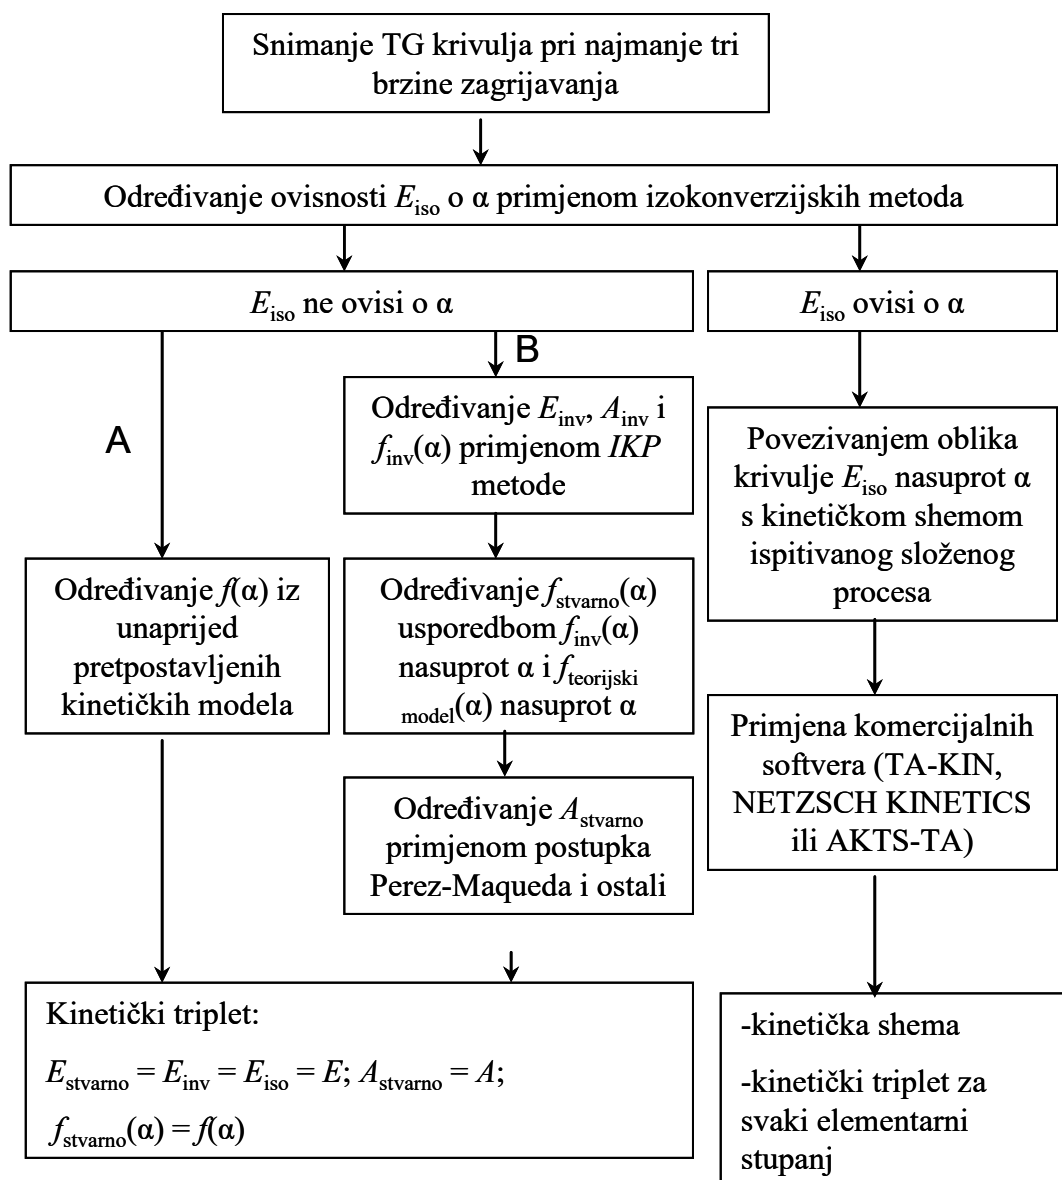 Snimanje TG krivulja pri najmanje tri
brzine zagrijavanja
Određivanje ovisnosti Eiso o α primjenom izokonverzijskih metoda
Eiso ne ovisi o α
Eiso ovisi o α
A
B
Određivanje Einv, Ainv i
finv(α) primjenom IKP
metode
Povezivanjem oblika
krivulje Eiso nasuprot α
s kinetičkom shemom
ispitivanog složenog
procesa
Određivanje f(α) iz
unaprijed
pretpostavljenih
kinetičkih modela
Određivanje fstvarno(α)
usporedbom finv(α)
nasuprot α i fteorijski
model(α) nasuprot α
Primjena komercijalnih
softvera (TA-KIN,
NETZSCH KINETICS
ili AKTS-TA)
Određivanje Astvarno
primjenom postupka
Perez-Maqueda i ostali
Kinetički triplet:
Estvarno = Einv = Eiso = E; Astvarno = A;
fstvarno(α) = f(α)
-kinetička shema
-kinetički triplet za
svaki elementarni
stupanj